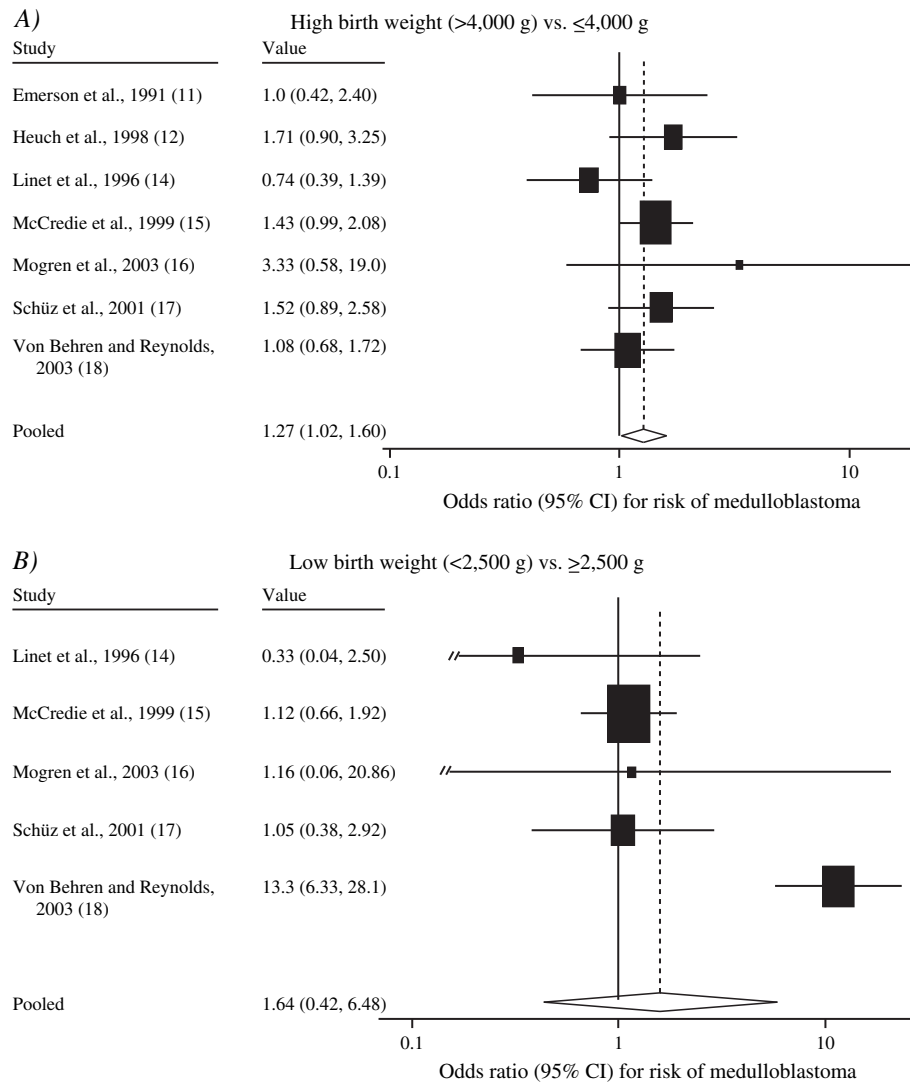 A)
High birth weight (>4,000 g) vs. ≤4,000 g
Study Value
Emerson et al., 1991 (11) 1.0 (0.42, 2.40)
Heuch et al., 1998 (12) 1.71 (0.90, 3.25)
Linet et al., 1996 (14) 0.74 (0.39, 1.39)
McCredie et al., 1999 (15) 1.43 (0.99, 2.08)
Mogren et al., 2003 (16) 3.33 (0.58, 19.0)
Schüz et al., 2001 (17) 1.52 (0.89, 2.58)
Von Behren and Reynolds, 1.08 (0.68, 1.72)
2003 (18)
Pooled 1.27 (1.02, 1.60)
0.1 1 10
Odds ratio (95% CI) for risk of medulloblastoma
B)
Low birth weight (<2,500 g) vs. ≥2,500 g
Study Value
Linet et al., 1996 (14) 0.33 (0.04, 2.50)
McCredie et al., 1999 (15) 1.12 (0.66, 1.92)
Mogren et al., 2003 (16) 1.16 (0.06, 20.86)
Schüz et al., 2001 (17) 1.05 (0.38, 2.92)
Von Behren and Reynolds, 13.3 (6.33, 28.1)
2003 (18)
Pooled 1.64 (0.42, 6.48)
0.1 1 10
Odds ratio (95% CI) for risk of medulloblastoma